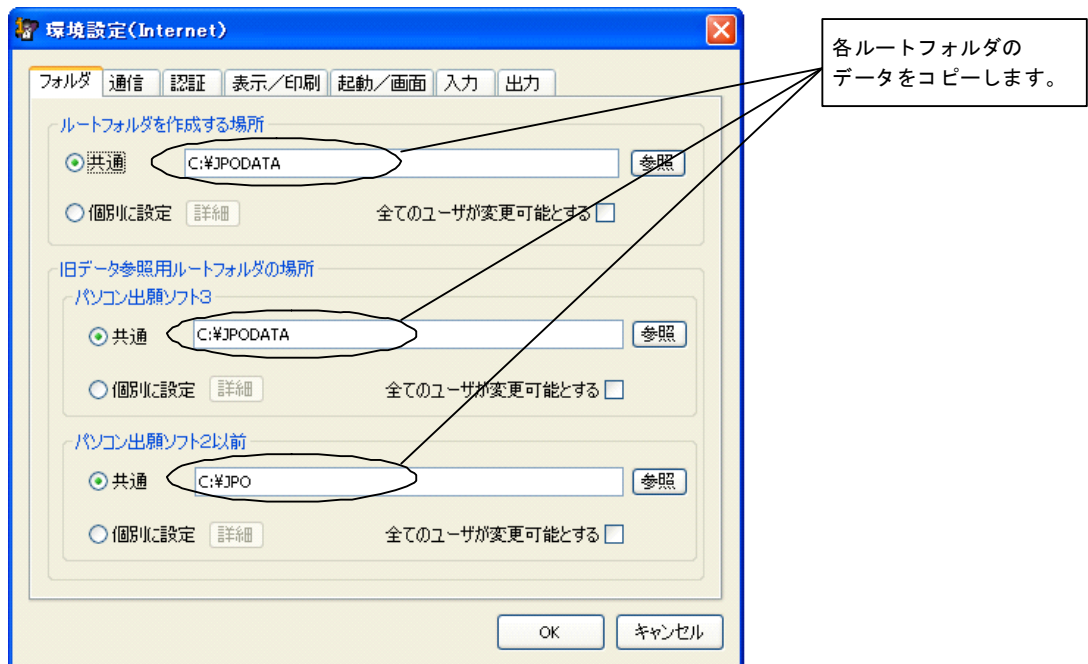 環境設定(Internet)
各ルートフォルダの
データをコピーします。
フォルダ 通信 認証 表示/印刷 起動/画面 入力 出力
ルートフォルダを作成する場所
共通 C:¥JPODATA 参照
個別に設定 詳細 全てのユーザが変更可能とする
旧データ参照用ルートフォルダの場所
パソコン出願ソフト3
共通 C:¥JPODATA 参照
個別に設定 詳細 全てのユーザが変更可能とする
パソコン出願ソフト2以前
共通 C:¥JPO 参照
個別に設定 詳細 全てのユーザが変更可能とする
OK キャンセル